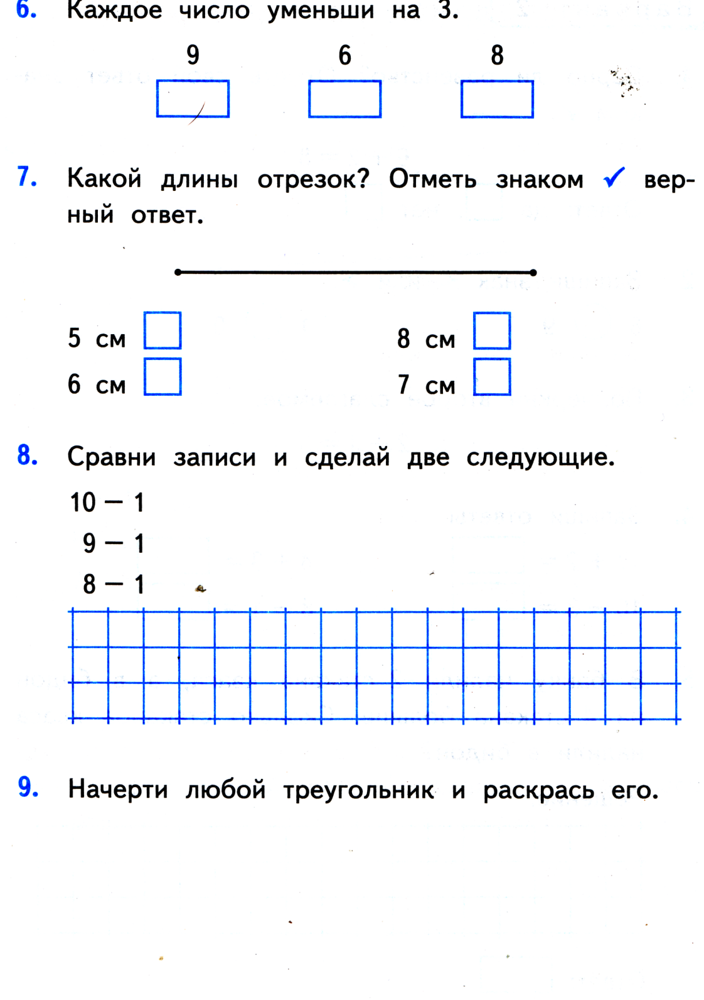 6. Каждое число уменьши на 3.
9 6 8
7. Какой длины отрезок? Отметь знаком ✓ вер-
ный ответ.
5 см 8 см
6 см 7 см
8. Сравни записи и сделай две следующие.
10 − 1
9 − 1
8 − 1
9. Начерти любой треугольник и раскрась его.